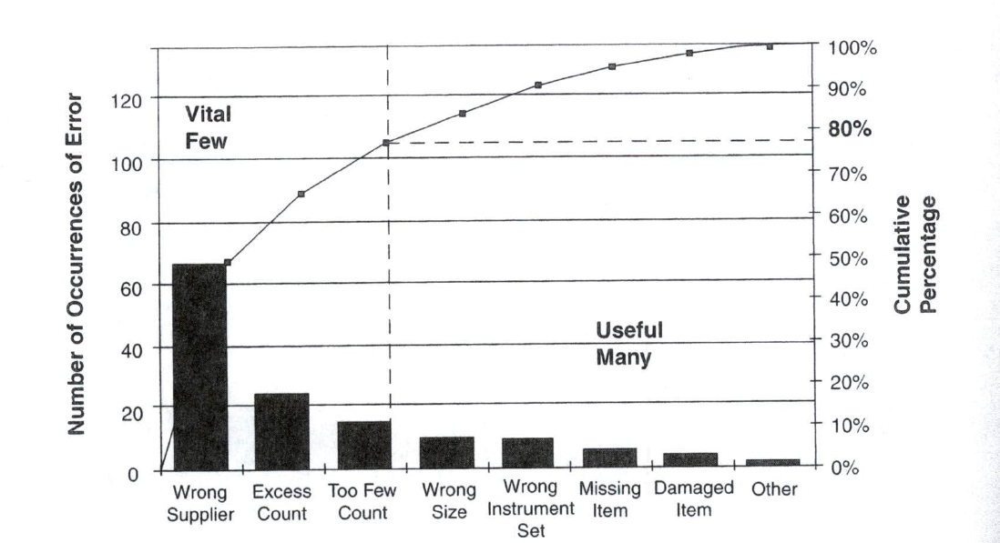 Number of Occurrences of Error
120
100
80
60
40
20
0
Vital
Few
Useful
Many
100%
90%
80%
70%
60%
50%
40%
30%
20%
10%
0%
Cumulative
Percentage
Wrong
Supplier
Excess
Count
Too Few
Count
Wrong
Size
Wrong
Instrument
Set
Missing
Item
Damaged
Item
Other